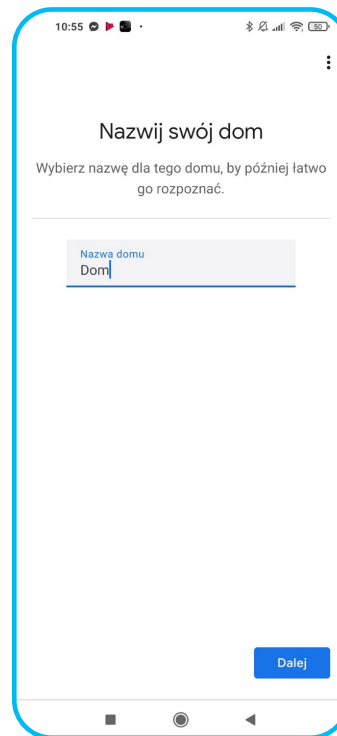 10:55
50
Nazwij swój dom
Wybierz nazwę dla tego domu, by później łatwo
go rozpoznać.
Nazwa domu
Dom
Dalej